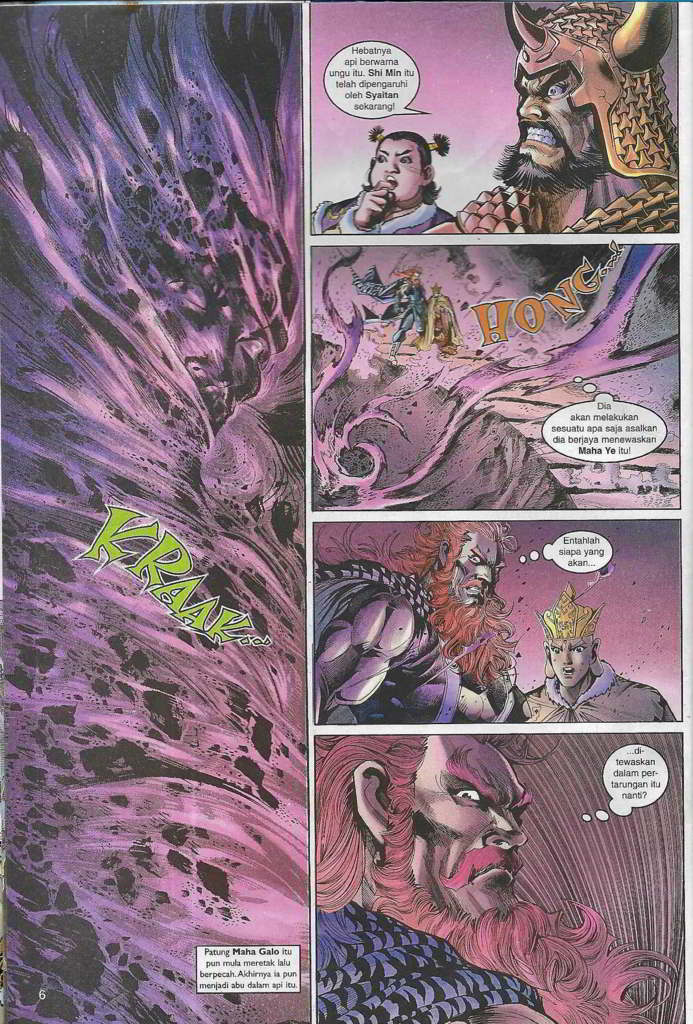 KRAAK...
Patung Maha Galo itu
pun mula meretak lalu
berpecah. Akhirnya ia pun
menjadi abu dalam api itu.
6
Hebatnya
api berwarna
ungu itu. Shi Min itu
telah dipengaruhi
oleh Syaitan
sekarang!
HONG...
Dia
akan melakukan
sesuatu apa saja asalkan
dia berjaya menewaskan
Maha Ye itu!
Entahlah
siapa yang
akan...
...di-
tewaskan
dalam per-
tarungan itu
nanti?